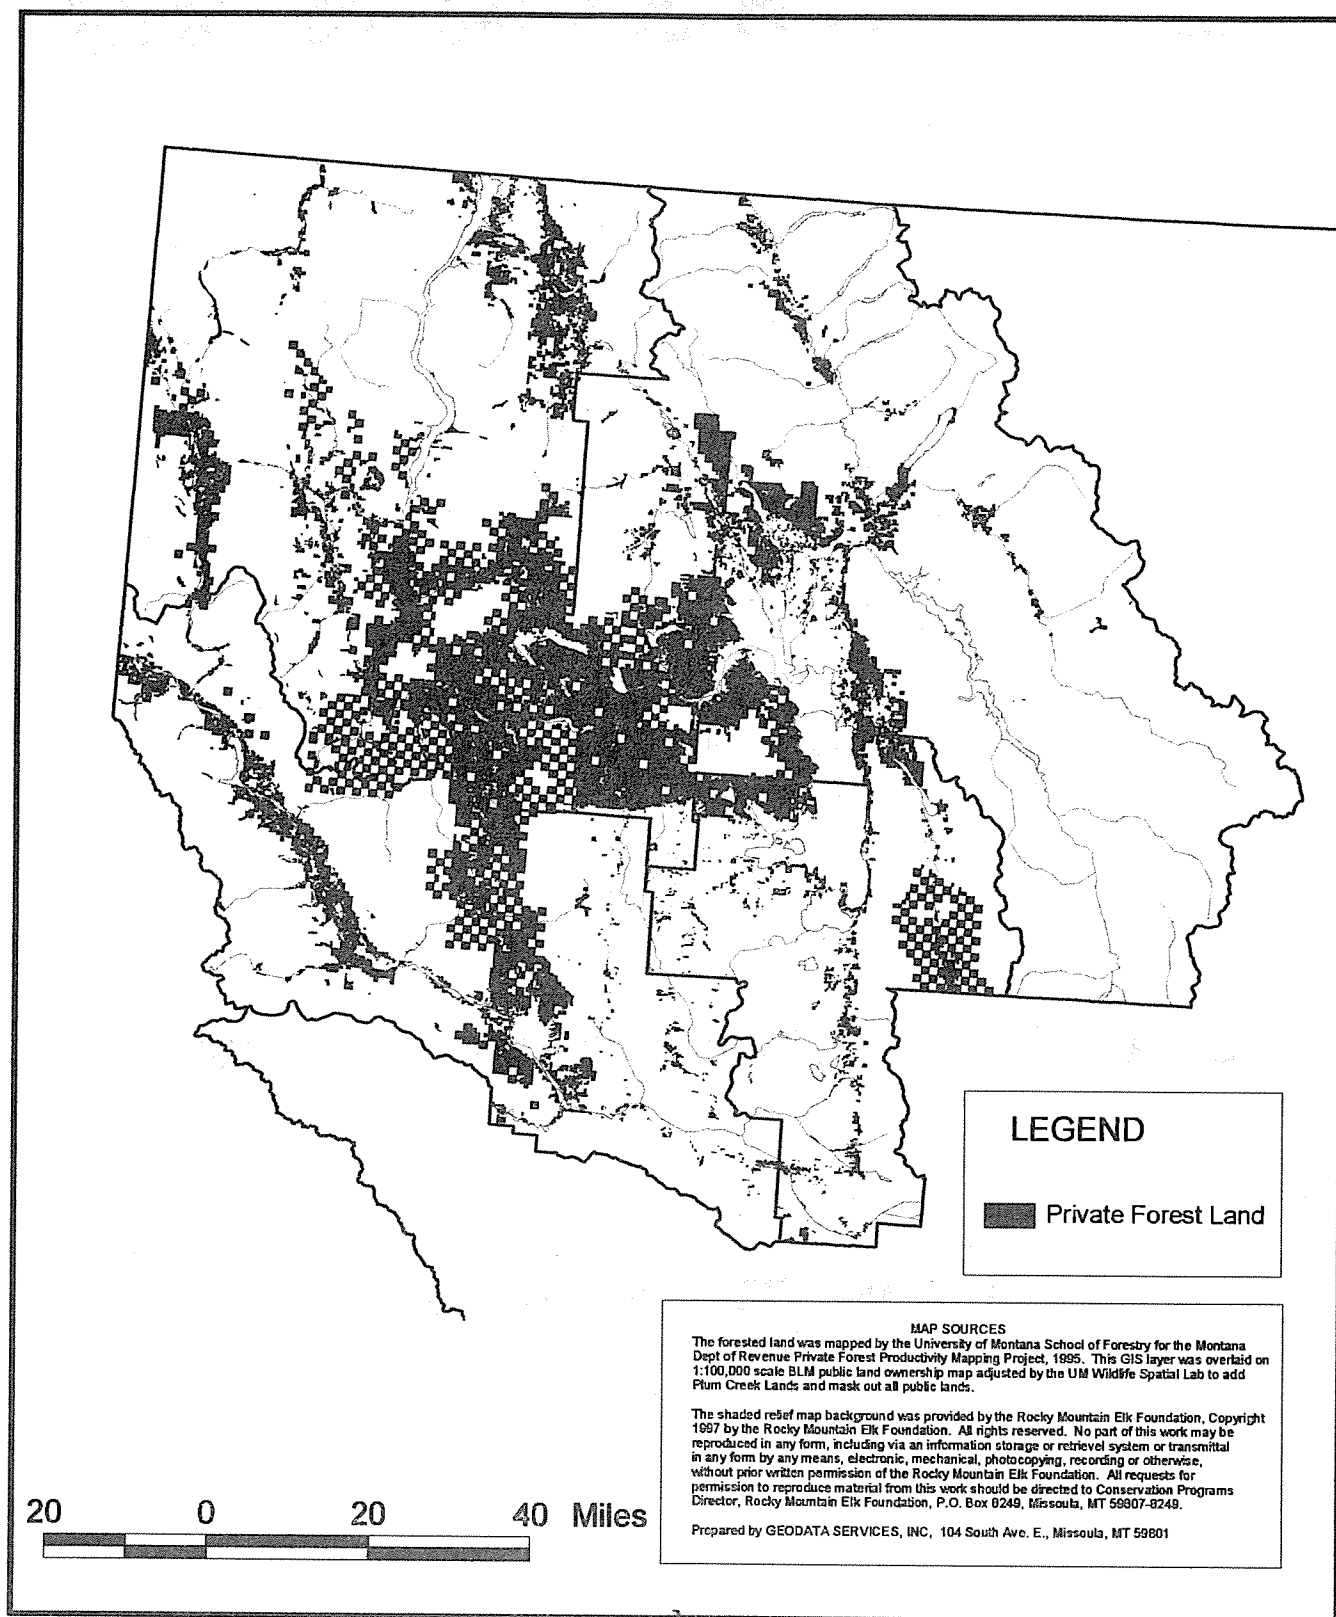 LEGEND
Private Forest Land
MAP SOURCES
The forested land was mapped by the University of Montana School of Forestry for the Montana
Dept of Revenue Private Forest Productivity Mapping Project, 1995. This GIS layer was overlaid on
1:100,000 scale BLM public land ownership map adjusted by the UM Wildlife Spatial Lab to add
Plum Creek Lands and mask out all public lands.
The shaded relief map background was provided by the Rocky Mountain Elk Foundation, Copyright
1997 by the Rocky Mountain Elk Foundation. All rights reserved. No part of this work may be
reproduced in any form, including via an information storage or retrievel system or transmittal
in any form by any means, electronic, mechanical, photocopying, recording or otherwise,
without prior written permission of the Rocky Mountain Elk Foundation. All requests for
permission to reproduce material from this work should be directed to Conservation Programs
Director, Rocky Mountain Elk Foundation, P.O. Box 8249, Missoula, MT 59807-8249.
Prepared by GEODATA SERVICES, INC, 104 South Ave. E., Missoula, MT 59801
20 0 20 40 Miles